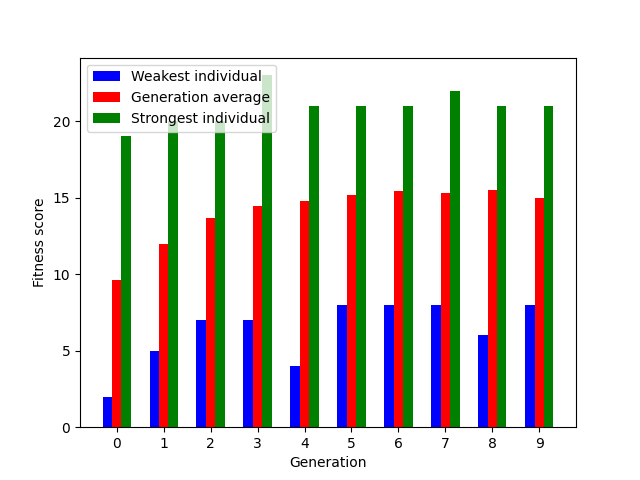 Weakest individual
Generation average
Strongest individual
20
15
10
5
0
Fitness score
0 1 2 3 4 5 6 7 8 9
Generation